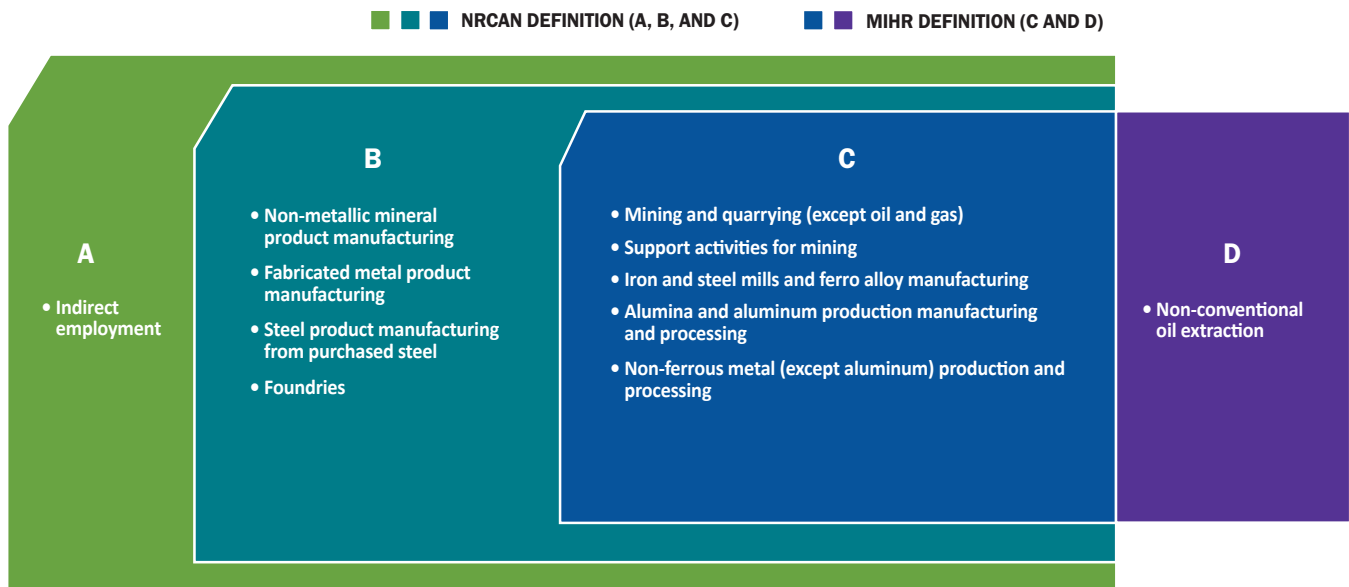 NRCAN DEFINITION (A, B, AND C)
MIHR DEFINITION (C AND D)
A
• Indirect
employment
B
• Non-metallic mineral
product manufacturing
• Fabricated metal product
manufacturing
• Steel product manufacturing
from purchased steel
• Foundries
C
• Mining and quarrying (except oil and gas)
• Support activities for mining
• Iron and steel mills and ferro alloy manufacturing
• Alumina and aluminum production manufacturing
and processing
• Non-ferrous metal (except aluminum) production and
processing
D
• Non-conventional
oil extraction